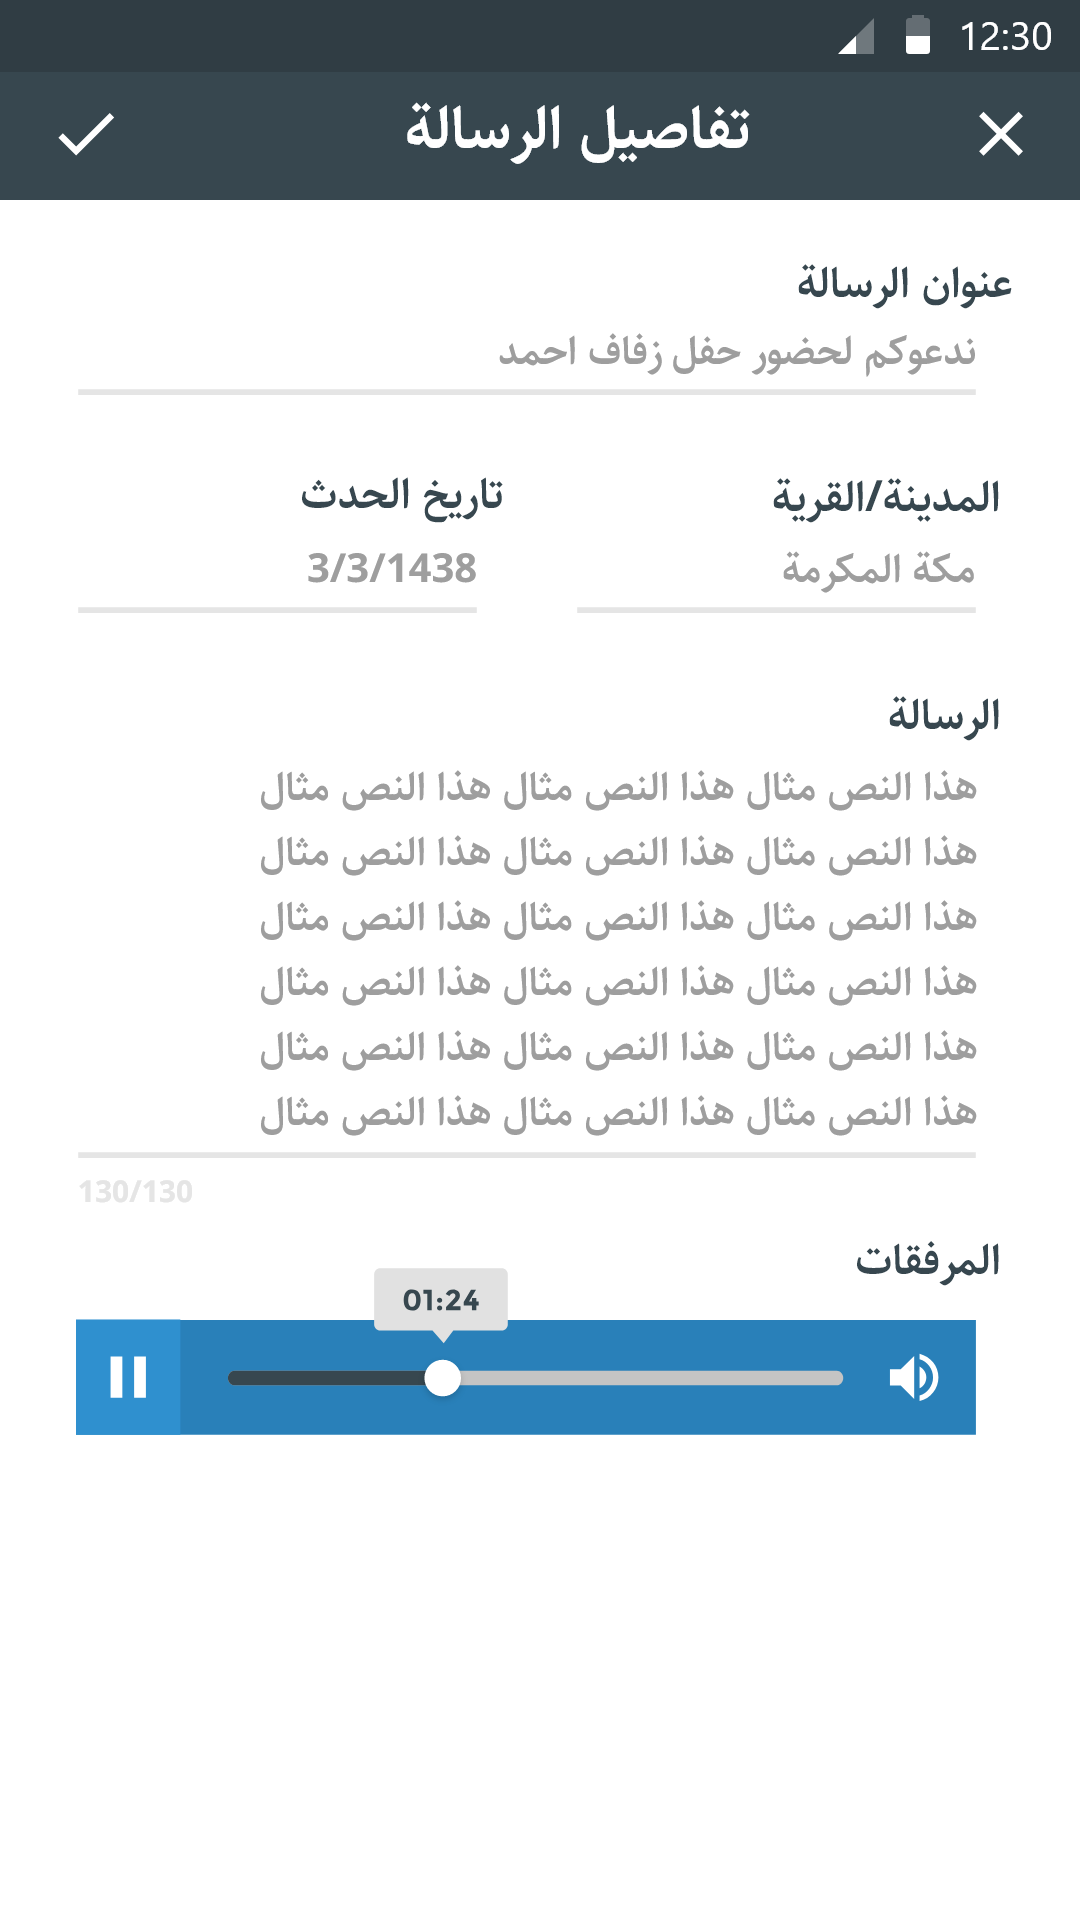 12:30
تفاصيل الرسالة
عنوان الرسالة
ندعوكم لحضور حفل زفاف احمد
المدينة/القرية
مكة المكرمة
تاريخ الحدث
3/3/1438
الرسالة
هذا النص مثال هذا النص مثال هذا النص مثال
هذا النص مثال هذا النص مثال هذا النص مثال
هذا النص مثال هذا النص مثال هذا النص مثال
هذا النص مثال هذا النص مثال هذا النص مثال
هذا النص مثال هذا النص مثال هذا النص مثال
هذا النص مثال هذا النص مثال هذا النص مثال
130/130
المرفقات
01:24